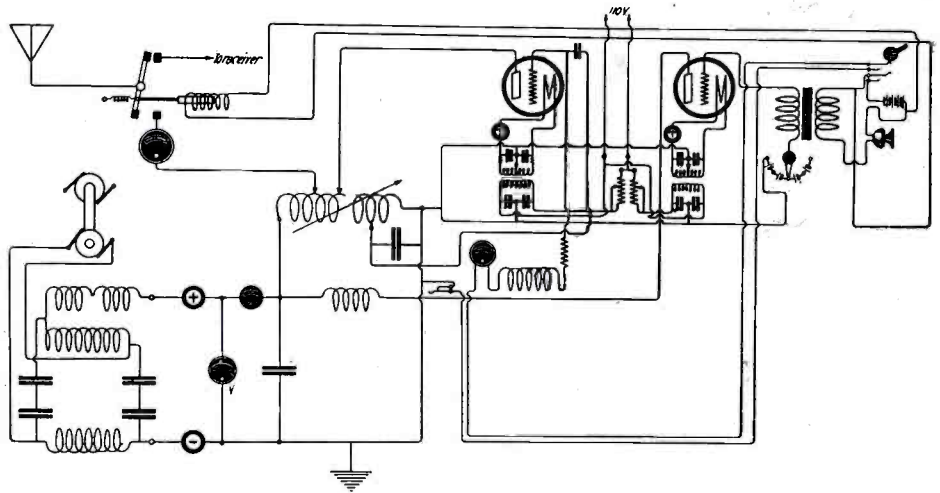 110V.
To receiver
+
V
-